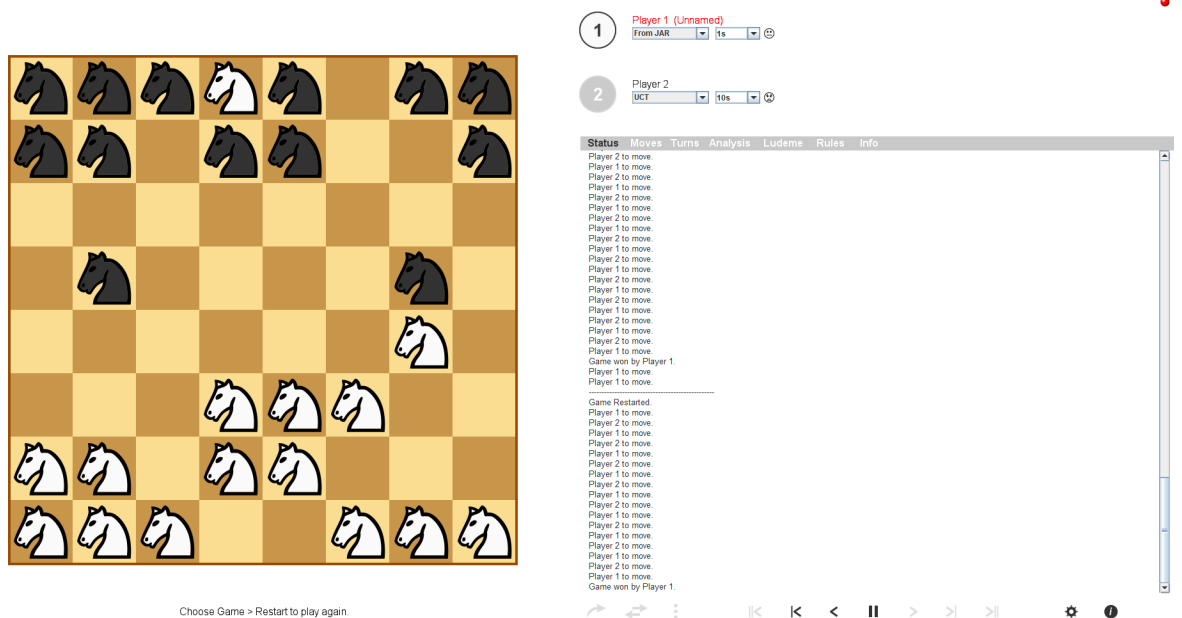 1
Player 1 (Unnamed)
From JAR 1s
2
Player 2
UCT 10s
Status Moves Turns Analysis Ludeme Rules Info
Player 2 to move.
Player 1 to move.
Player 2 to move.
Player 1 to move.
Player 2 to move.
Player 1 to move.
Player 2 to move.
Player 1 to move.
Player 2 to move.
Player 1 to move.
Player 2 to move.
Player 1 to move.
Player 2 to move.
Player 1 to move.
Player 2 to move.
Player 1 to move.
Player 2 to move.
Player 1 to move.
Player 2 to move.
Player 1 to move.
Game won by Player 1.
Player 1 to move.
Player 1 to move.
Game Restarted.
Player 1 to move.
Player 2 to move.
Player 1 to move.
Player 2 to move.
Player 1 to move.
Player 2 to move.
Player 1 to move.
Player 2 to move.
Player 1 to move.
Player 2 to move.
Player 1 to move.
Player 2 to move.
Player 1 to move.
Player 2 to move.
Player 1 to move.
Player 2 to move.
Player 1 to move.
Game won by Player 1.
Choose Game > Restart to play again.